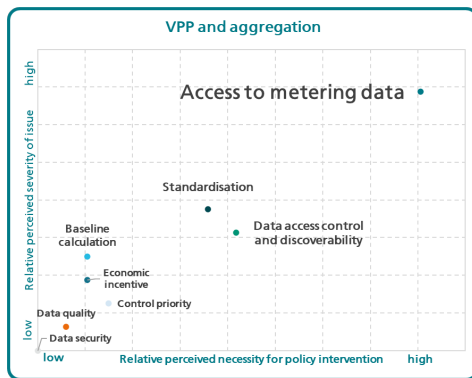 VPP and aggregation
high
Relative perceived severity of issue
low
Access to metering data
Standardisation
Data access control
and discoverability
Baseline
calculation
Economic
incentive
Control priority
Data quality
Data security
low
Relative perceived necessity for policy intervention
high